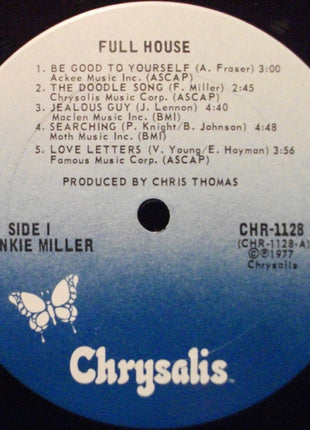 FULL HOUSE
1. BE GOOD TO YOURSELF (A. Fraser) 3:00
Ackee Music Inc. (ASCAP)
2. THE DOODLE SONG (F. Miller) 2:45
Chrysalis Music Corp. (ASCAP)
3. JEALOUS GUY (J. Lennon) 4:40
Maclen Music Inc. (BMI)
4. SEARCHING (P. Knight/B. Johnson) 4:48
Moth Music Inc. (BMI)
5. LOVE LETTERS (V. Young/E. Hayman) 3:56
Famous Music Corp. (ASCAP)
PRODUCED BY CHRIS THOMAS
SIDE I
NKIE MILLER
CHR-1128
(CHR-1128-A)
©℗1977
Chrysalis
Chrysalis™